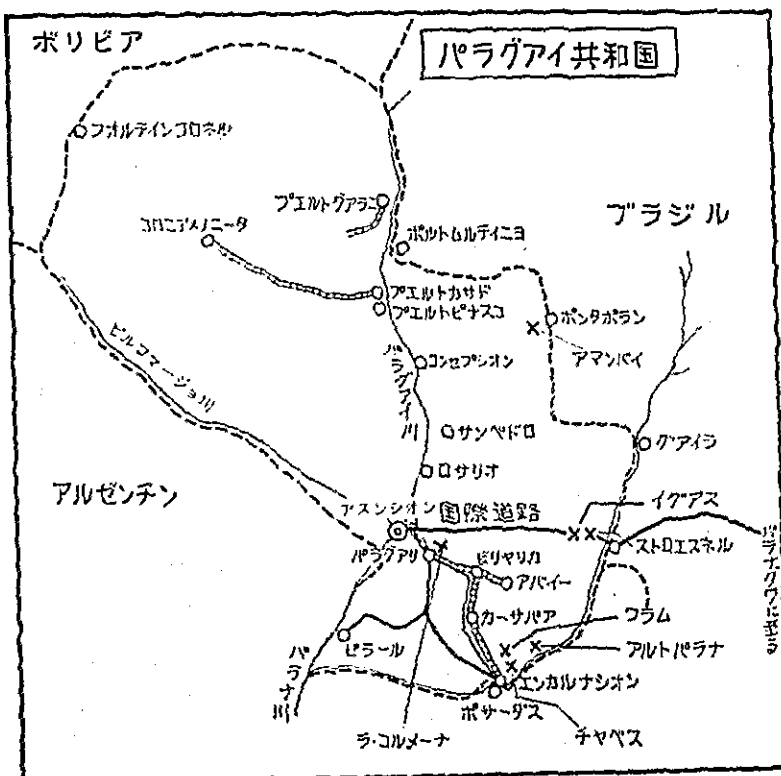 ボリビア
パラグアイ共和国
フオルテインコロネル
プエルトグアラニ
コロニアメノニータ
ブラジル
ポルトムルティニヨ
プエルトカサド
プエルトピナスコ
ポンタポラン
アマンバイ
ピルコマージョ川
パラグアイ川
コンセプシオン
サンペドロ
グアイラ
ロサリオ
アルゼンチン
アスンシオン
国際道路
イグアス
ストロエスネル
パラナグワに至る
パラグアリ
ビリヤリカ
アバイー
カーサパア
フラム
アルトパラナ
ピラール
パラナ川
エンカルナシオン
ポサーダス
ラ・コルメーナ
チャベス